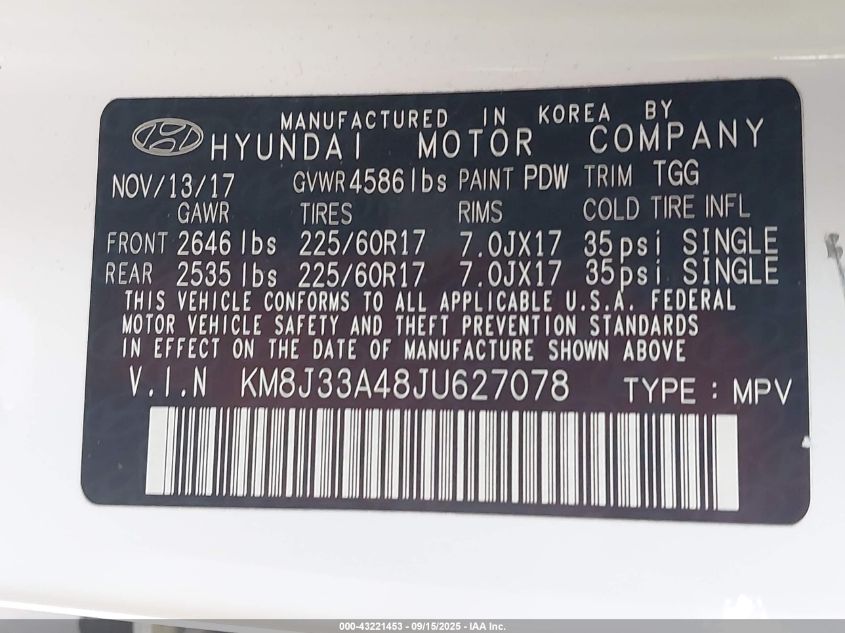 MANUFACTURED IN KOREA BY
HYUNDAI MOTOR COMPANY
NOV/13/17 GVWR 4586 lbs PAINT PDW TRIM TGG
GAWR TIRES RIMS COLD TIRE INFL
FRONT 2646 lbs 225/60R17 7.0JX17 35psi SINGLE
REAR 2535 lbs 225/60R17 7.0JX17 35psi SINGLE
THIS VEHICLE CONFORMS TO ALL APPLICABLE U.S.A. FEDERAL
MOTOR VEHICLE SAFETY AND THEFT PREVENTION STANDARDS
IN EFFECT ON THE DATE OF MANUFACTURE SHOWN ABOVE
V.I.N KM8J33A48JU627078 TYPE : MPV
000-43221453 - 09/15/2025 - IAA Inc.